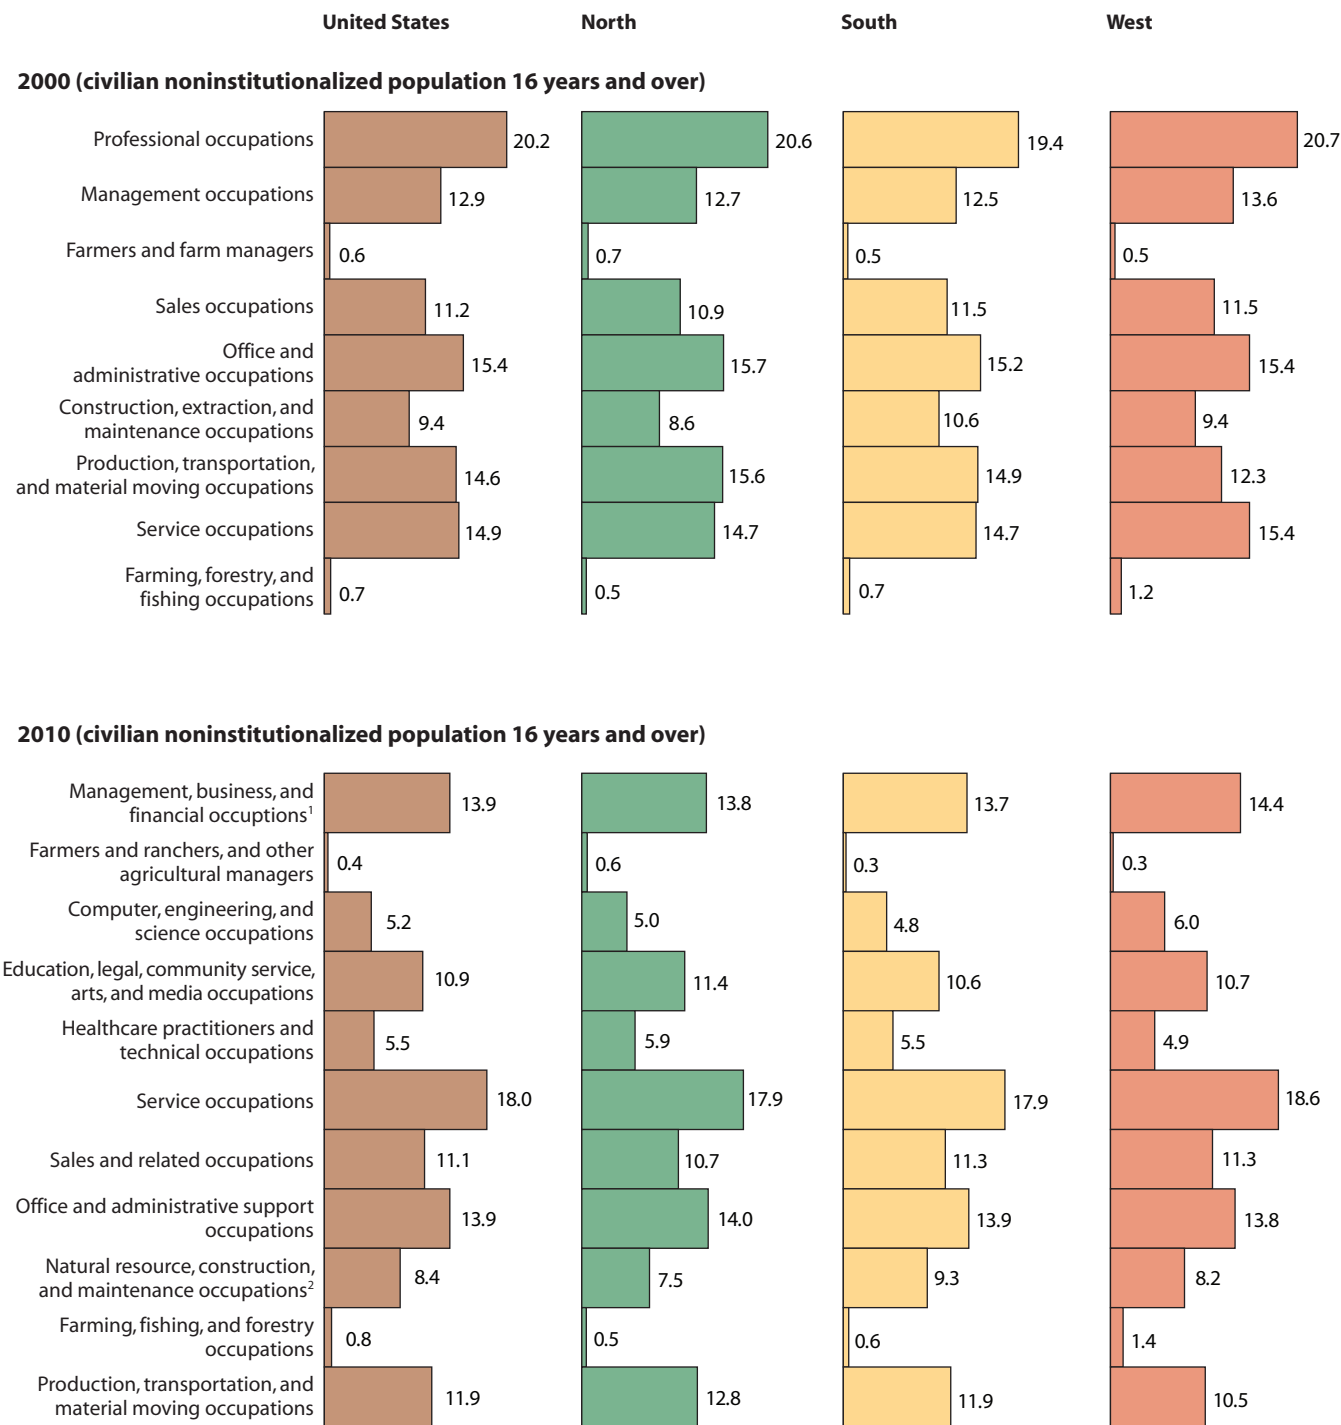 United States North South West
2000 (civilian noninstitutionalized population 16 years and over)
Professional occupations 20.2 20.6 19.4 20.7
Management occupations 12.9 12.7 12.5 13.6
Farmers and farm managers 0.6 0.7 0.5 0.5
Sales occupations 11.2 10.9 11.5 11.5
Office and
administrative occupations 15.4 15.7 15.2 15.4
Construction, extraction, and
maintenance occupations 9.4 8.6 10.6 9.4
Production, transportation,
and material moving occupations 14.6 15.6 14.9 12.3
Service occupations 14.9 14.7 14.7 15.4
Farming, forestry, and
fishing occupations 0.7 0.5 0.7 1.2
2010 (civilian noninstitutionalized population 16 years and over)
Management, business, and
financial occuptions¹ 13.9 13.8 13.7 14.4
Farmers and ranchers, and other
agricultural managers 0.4 0.6 0.3 0.3
Computer, engineering, and
science occupations 5.2 5.0 4.8 6.0
Education, legal, community service,
arts, and media occupations 10.9 11.4 10.6 10.7
Healthcare practitioners and
technical occupations 5.5 5.9 5.5 4.9
Service occupations 18.0 17.9 17.9 18.6
Sales and related occupations 11.1 10.7 11.3 11.3
Office and administrative support
occupations 13.9 14.0 13.9 13.8
Natural resource, construction,
and maintenance occupations² 8.4 7.5 9.3 8.2
Farming, fishing, and forestry
occupations 0.8 0.5 0.6 1.4
Production, transportation, and
material moving occupations 11.9 12.8 11.9 10.5